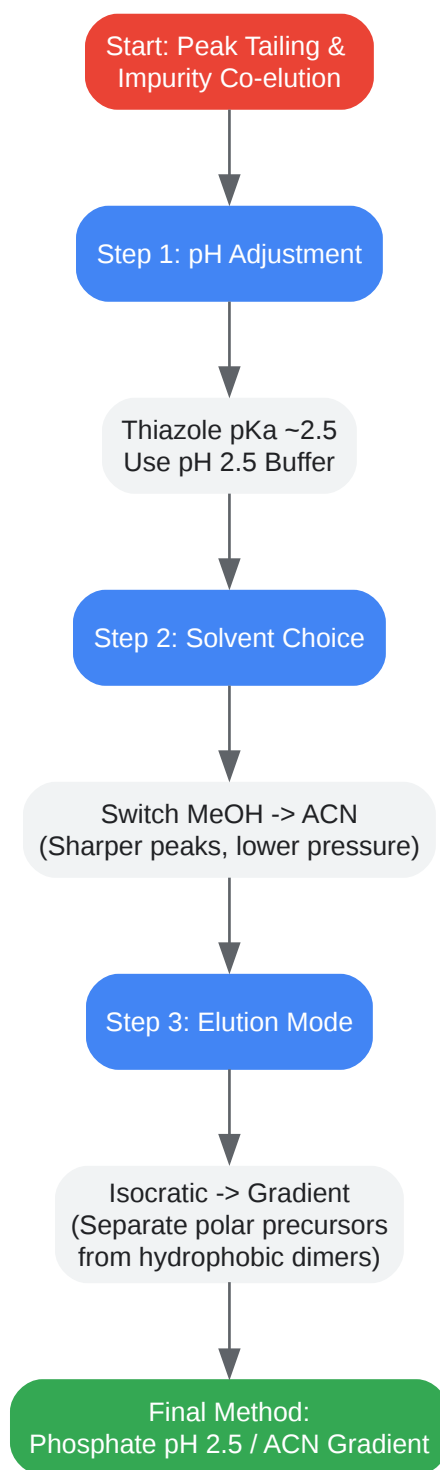 Start: Peak Tailing &
Impurity Co-elution
Step 1: pH Adjustment
Thiazole pKa ~2.5
Use pH 2.5 Buffer
Step 2: Solvent Choice
Switch MeOH -> ACN
(Sharper peaks, lower pressure)
Step 3: Elution Mode
Isocratic -> Gradient
(Separate polar precursors
from hydrophobic dimers)
Final Method:
Phosphate pH 2.5 / ACN Gradient